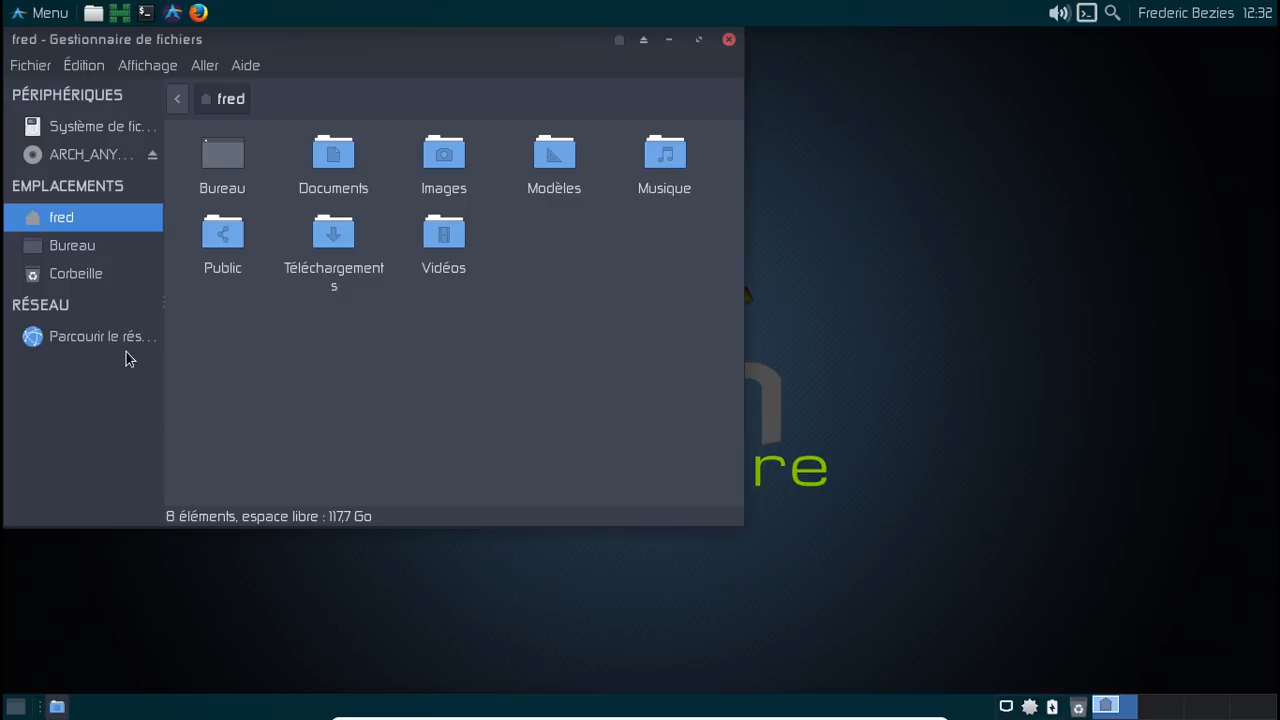 Menu
Frederic Bezies 12:32
fred - Gestionnaire de fichiers
Fichier Édition Affichage Aller Aide
PÉRIPHÉRIQUES
Système de fic...
ARCH_ANY...
EMPLACEMENTS
fred
Bureau
Corbeille
RÉSEAU
Parcourir le rés...
fred
Bureau Documents Images Modèles Musique
Public Téléchargement Vidéos
s
8 éléments, espace libre : 117,7 Go
re